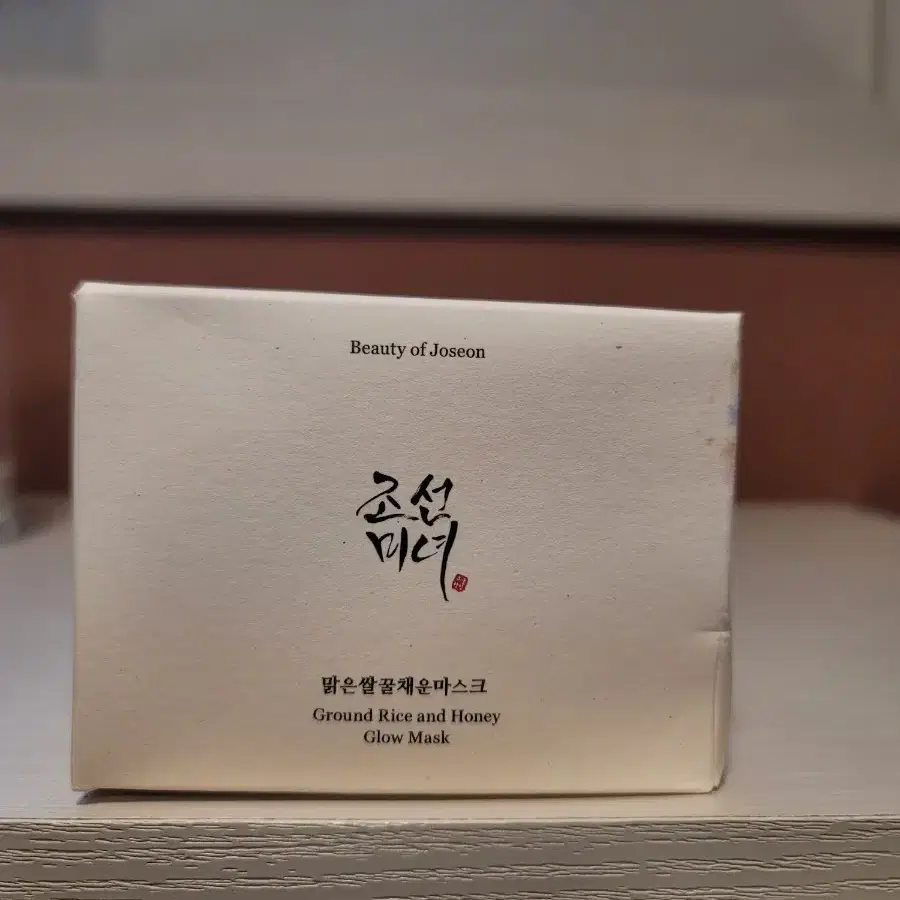 Beauty of Joseon
조선
미녀
맑은쌀꿀채운마스크
Ground Rice and Honey
Glow Mask